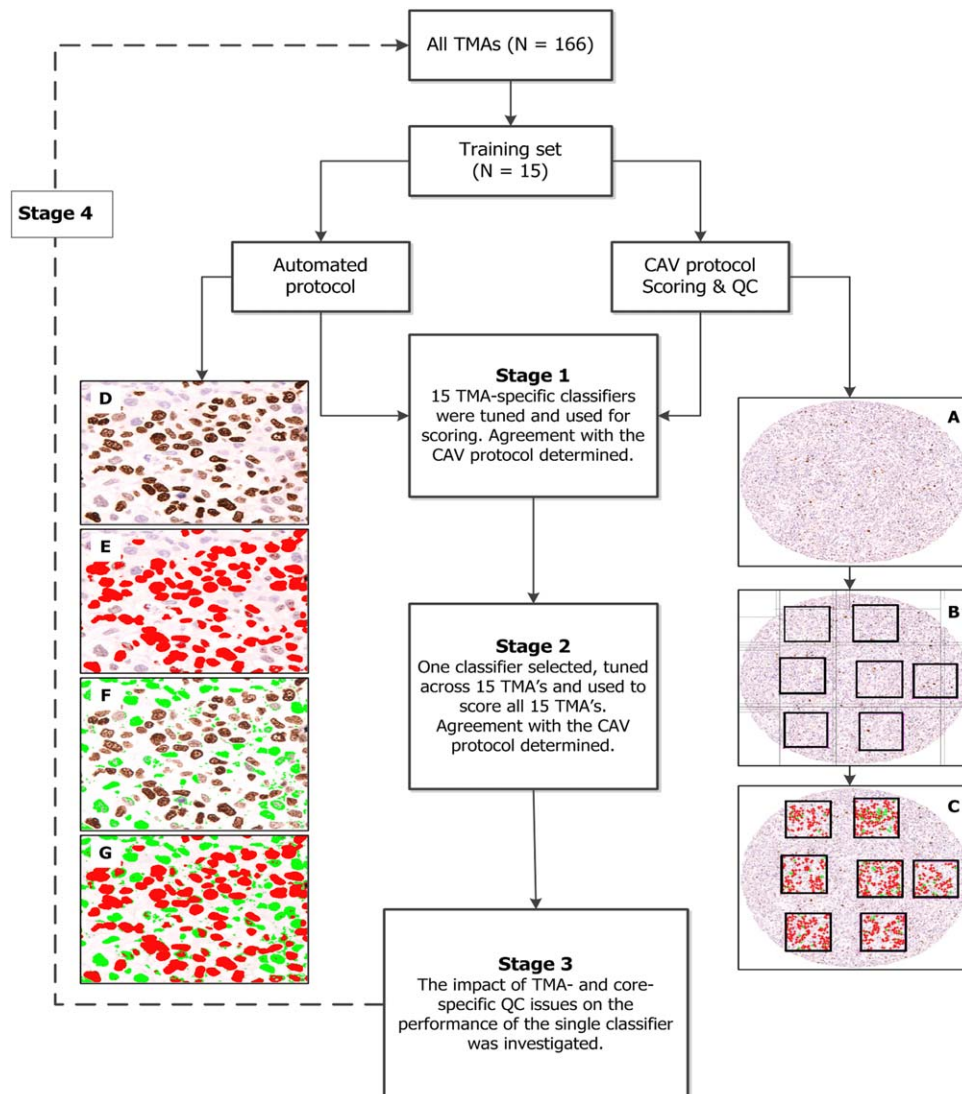 All TMAs (N = 166)
Training set
(N = 15)
Stage 4
Automated
protocol
CAV protocol
Scoring & QC
Stage 1
15 TMA-specific classifiers
were tuned and used for
scoring. Agreement with the
CAV protocol determined.
D
A
E
B
Stage 2
One classifier selected, tuned
across 15 TMA's and used to
score all 15 TMA's.
Agreement with the CAV
protocol determined.
F
C
G
Stage 3
The impact of TMA- and core-
specific QC issues on the
performance of the single classifier
was investigated.